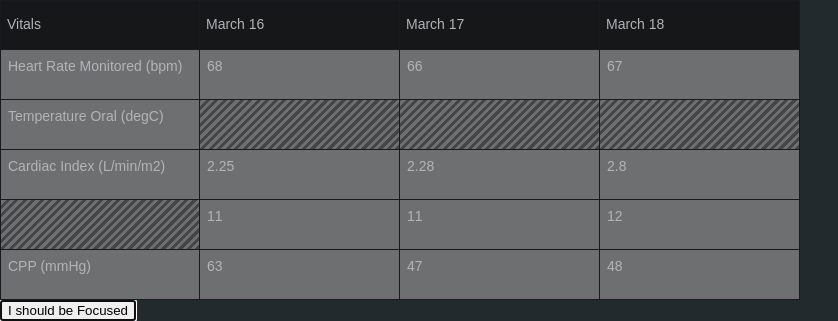 Vitals March 16 March 17 March 18
Heart Rate Monitored (bpm) 68 66 67
Temperature Oral (degC)
Cardiac Index (L/min/m2) 2.25 2.28 2.8
11 11 12
CPP (mmHg) 63 47 48
I should be Focused